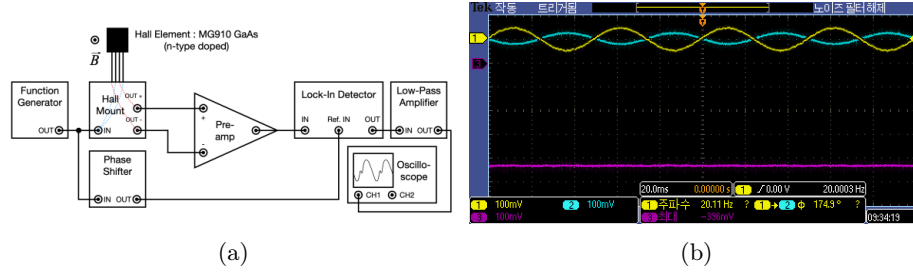 Hall Element : MG910 GaAs
(n-type doped)
B
Function
Generator
OUT
Hall
Mount
OUT +
OUT -
IN
Phase
Shifter
IN OUT
+
-
Pre-
amp
Lock-In Detector
IN Ref. IN OUT
Low-Pass
Amplifier
IN OUT
Oscillo-
scope
CH1 CH2
(a)
Tek 작동 트리거됨 노이즈 필터 해제
1
3
20.0ms 0.00000 s 1 0.00 V 20.0003 Hz
1 100mV 2 100mV 1 주파수 20.11 Hz ? 1 → 2 ϕ 174.9° ?
3 100mV 3 최대 -396mV
09:34:19
(b)